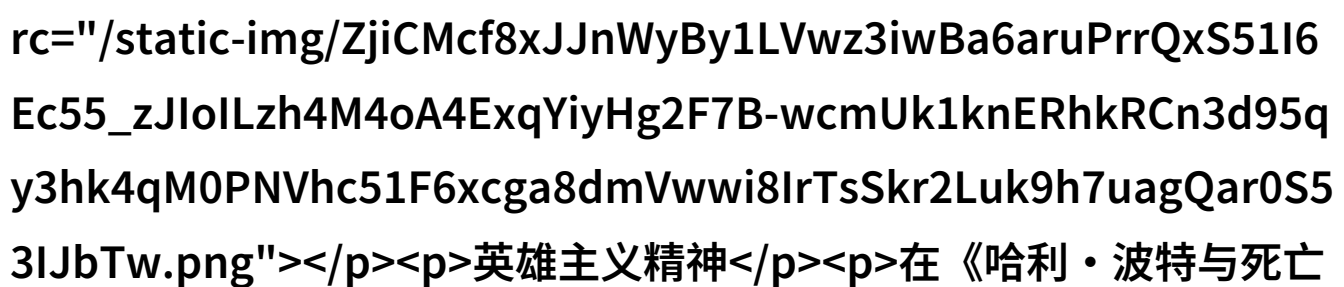 rc="/static-img/ZjiCMcf8xJJnWyBy1LVwz3iwBa6aruPrrQxS51I6
Ec55_zJIoILzh4M4oA4ExqYiyHg2F7B-wcmUk1knERhkRCn3d95q
y3hk4qM0PNVhc51F6xcga8dmVwwi8IrTsSkr2Luk9h7uagQar0S5
3IJbTw.png"></p><p>英雄主义精神</p><p>在《哈利·波特与死亡